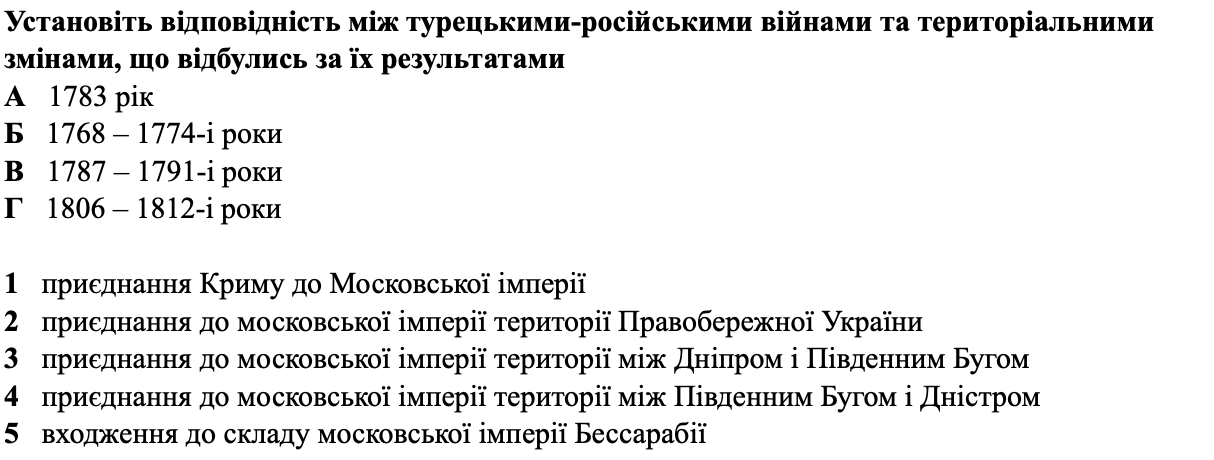 Установіть відповідність між турецькими-російськими війнами та територіальними
змінами, що відбулись за їх результатами
А 1783 рік
Б 1768 – 1774-і роки
В 1787 – 1791-і роки
Г 1806 – 1812-і роки
1 приєднання Криму до Московської імперії
2 приєднання до московської імперії території Правобережної України
3 приєднання до московської імперії території між Дніпром і Південним Бугом
4 приєднання до московської імперії території між Південним Бугом і Дністром
5 входження до складу московської імперії Бессарабії